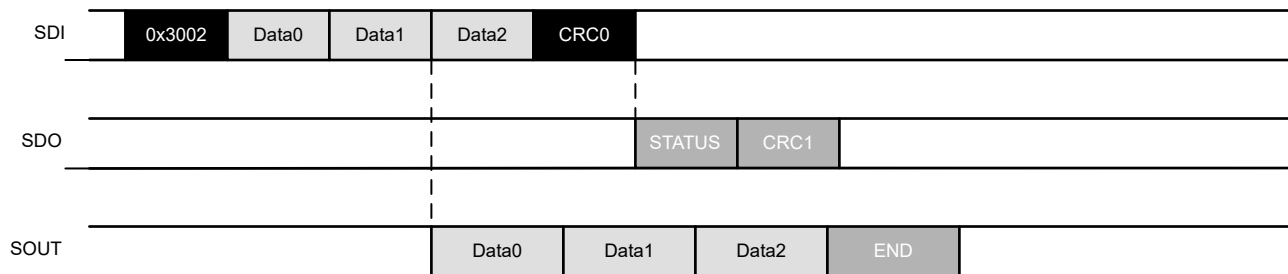 SDI 0x3002 Data0 Data1 Data2 CRC0
SDO STATUS CRC1
SOUT Data0 Data1 Data2 END